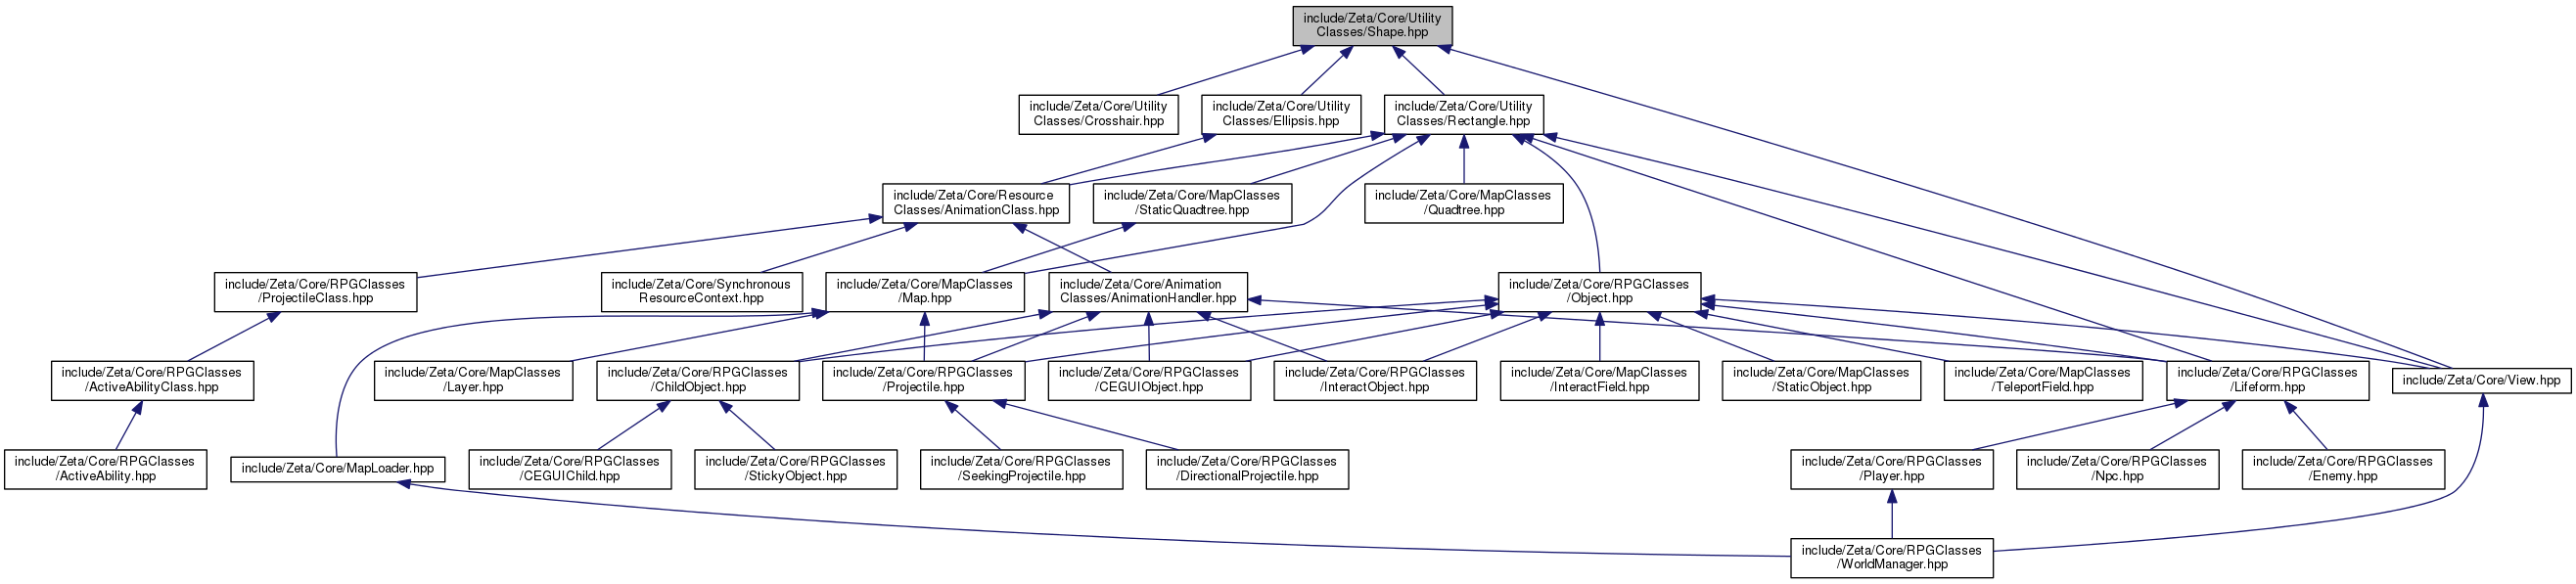 include/Zeta/Core/Utility
Classes/Shape.hpp
include/Zeta/Core/Utility
Classes/Crosshair.hpp
include/Zeta/Core/Utility
Classes/Ellipsis.hpp
include/Zeta/Core/Utility
Classes/Rectangle.hpp
include/Zeta/Core/Resource
Classes/AnimationClass.hpp
include/Zeta/Core/MapClasses
/StaticQuadtree.hpp
include/Zeta/Core/MapClasses
/Quadtree.hpp
include/Zeta/Core/RPGClasses
/ProjectileClass.hpp
include/Zeta/Core/Synchronous
ResourceContext.hpp
include/Zeta/Core/MapClasses
/Map.hpp
include/Zeta/Core/Animation
Classes/AnimationHandler.hpp
include/Zeta/Core/RPGClasses
/Object.hpp
include/Zeta/Core/RPGClasses
/ActiveAbilityClass.hpp
include/Zeta/Core/MapClasses
/Layer.hpp
include/Zeta/Core/RPGClasses
/ChildObject.hpp
include/Zeta/Core/RPGClasses
/Projectile.hpp
include/Zeta/Core/RPGClasses
/CEGUIObject.hpp
include/Zeta/Core/RPGClasses
/InteractObject.hpp
include/Zeta/Core/MapClasses
/InteractField.hpp
include/Zeta/Core/MapClasses
/StaticObject.hpp
include/Zeta/Core/MapClasses
/TeleportField.hpp
include/Zeta/Core/RPGClasses
/Lifeform.hpp
include/Zeta/Core/View.hpp
include/Zeta/Core/RPGClasses
/ActiveAbility.hpp
include/Zeta/Core/MapLoader.hpp
include/Zeta/Core/RPGClasses
/CEGUIChild.hpp
include/Zeta/Core/RPGClasses
/StickyObject.hpp
include/Zeta/Core/RPGClasses
/SeekingProjectile.hpp
include/Zeta/Core/RPGClasses
/DirectionalProjectile.hpp
include/Zeta/Core/RPGClasses
/Player.hpp
include/Zeta/Core/RPGClasses
/Npc.hpp
include/Zeta/Core/RPGClasses
/Enemy.hpp
include/Zeta/Core/RPGClasses
/WorldManager.hpp